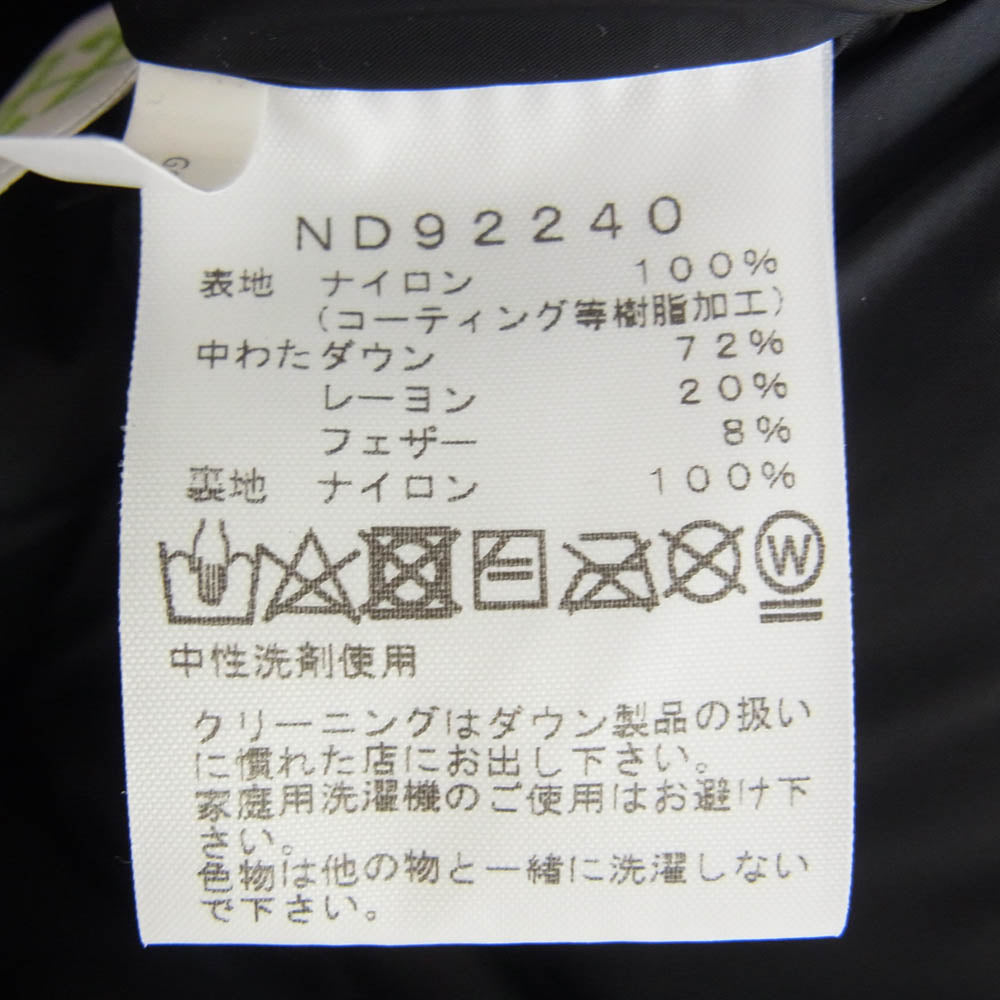 ND92240
表地 ナイロン 100%
(コーティング等樹脂加工)
中わたダウン 72%
レーヨン 20%
フェザー 8%
裏地 ナイロン 100%
W
中性洗剤使用
クリーニングはダウン製品の扱い
に慣れた店にお出し下さい。
家庭用洗濯機のご使用はお避け下
さい。
色物は他の物と一緒に洗濯しない
で下さい。